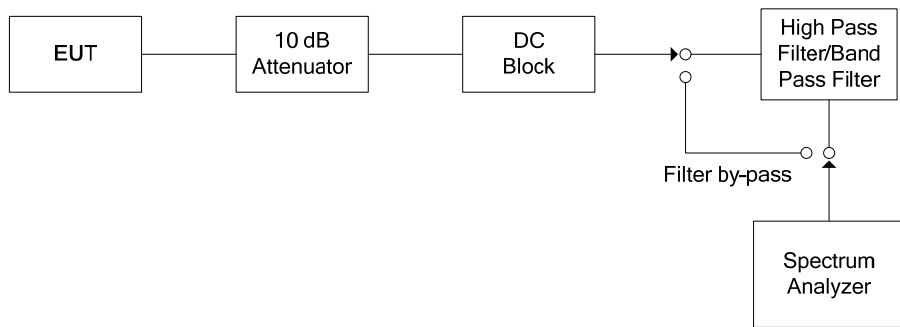 EUT
10 dB
Attenuator
DC
Block
High Pass
Filter/Band
Pass Filter
Filter by-pass
Spectrum
Analyzer